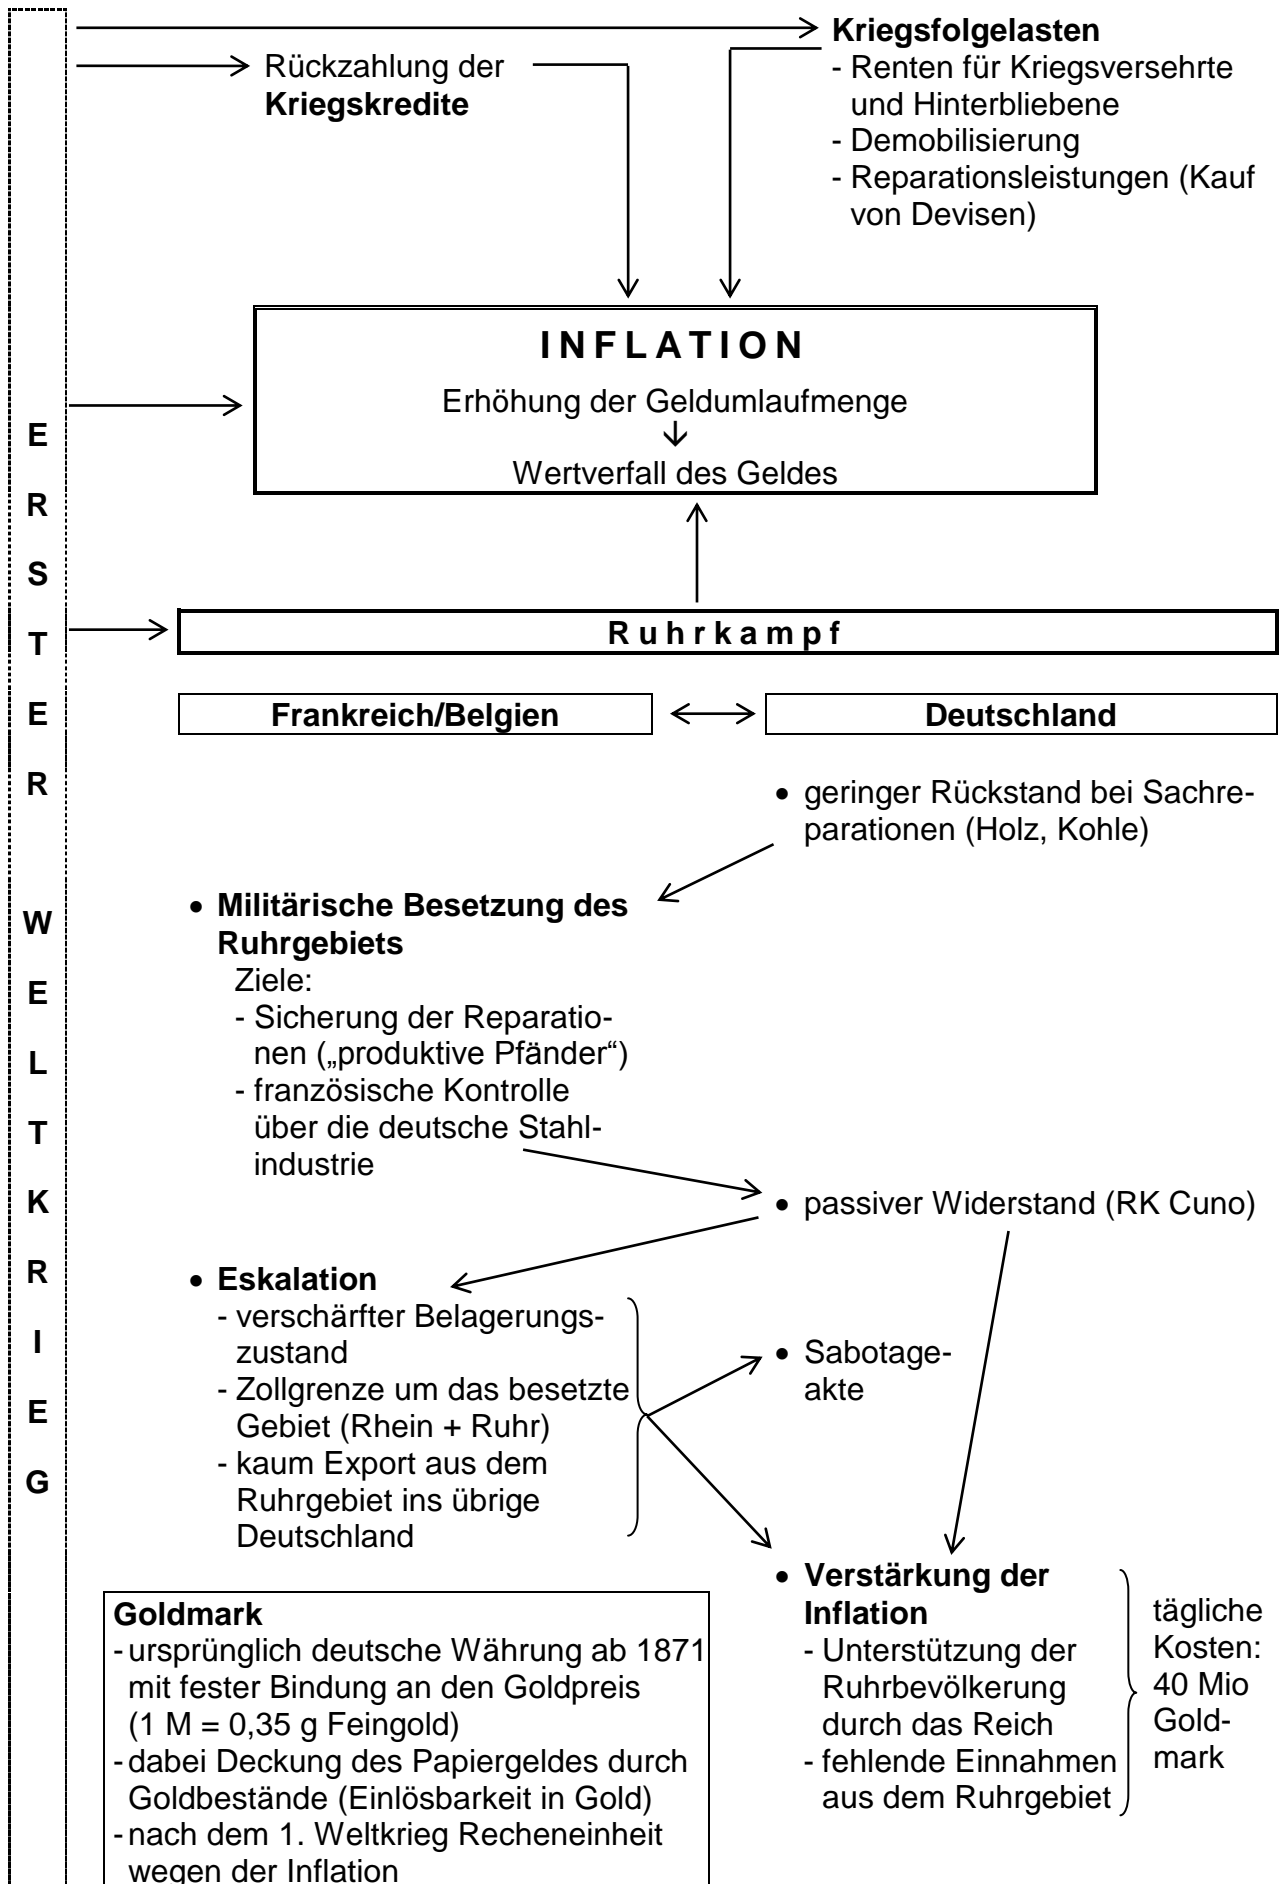 Kriegsfolgelasten
- Renten für Kriegsversehrte
und Hinterbliebene
- Demobilisierung
- Reparationsleistungen (Kauf
von Devisen)
Rückzahlung der
Kriegskredite
INFLATION
Erhöhung der Geldumlaufmenge
Wertverfall des Geldes
ERSTER WELTKRIEG
Ruhrkampf
Frankreich/Belgien
Deutschland
• geringer Rückstand bei Sachre-
parationen (Holz, Kohle)
• Militärische Besetzung des
Ruhrgebiets
Ziele:
- Sicherung der Reparatio-
nen („produktive Pfänder“)
- französische Kontrolle
über die deutsche Stahl-
industrie
• passiver Widerstand (RK Cuno)
• Eskalation
- verschärfter Belagerungs-
zustand
- Zollgrenze um das besetzte
Gebiet (Rhein + Ruhr)
- kaum Export aus dem
Ruhrgebiet ins übrige
Deutschland
• Sabotage-
akte
• Verstärkung der
Inflation
- Unterstützung der
Ruhrbevölkerung
durch das Reich
- fehlende Einnahmen
aus dem Ruhrgebiet
tägliche
Kosten:
40 Mio
Gold-
mark
Goldmark
- ursprünglich deutsche Währung ab 1871
mit fester Bindung an den Goldpreis
(1 M = 0,35 g Feingold)
- dabei Deckung des Papiergeldes durch
Goldbestände (Einlösbarkeit in Gold)
- nach dem 1. Weltkrieg Recheneinheit
wegen der Inflation